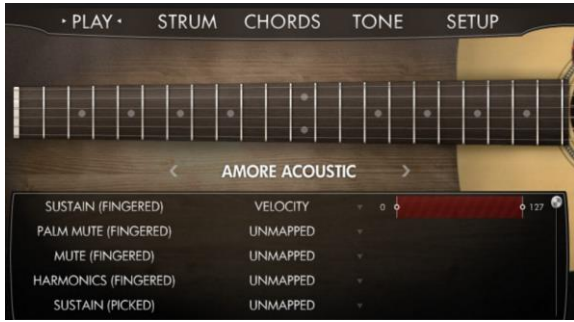 PLAY STRUM CHORDS TONE SETUP
AMORE ACOUSTIC
SUSTAIN (FINGERED) VELOCITY 0 127
PALM MUTE (FINGERED) UNMAPPED
MUTE (FINGERED) UNMAPPED
HARMONICS (FINGERED) UNMAPPED
SUSTAIN (PICKED) UNMAPPED